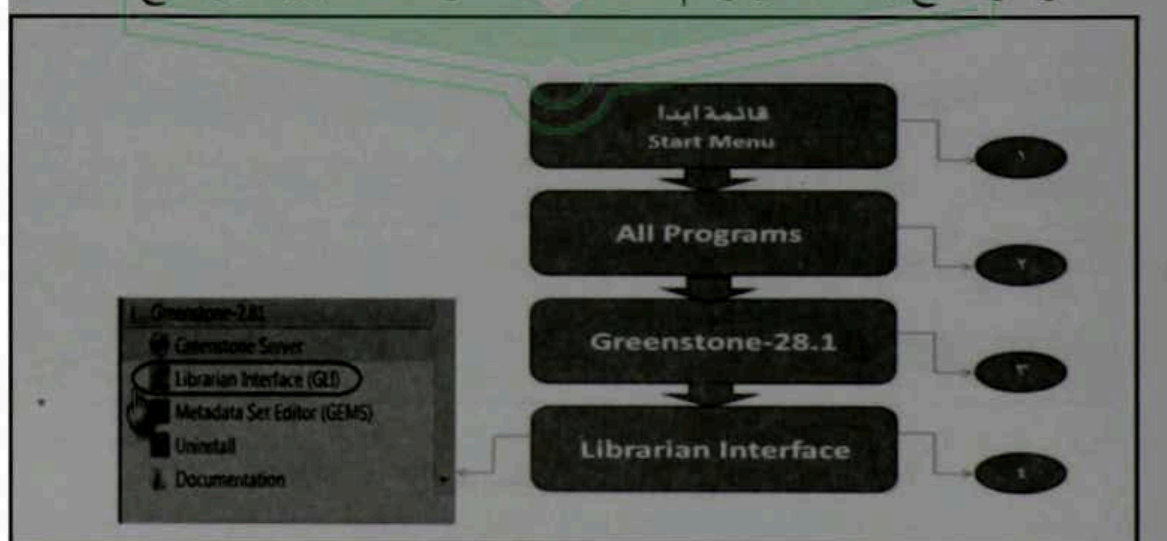 قائمة ابدا
Start Menu
١
All Programs
٢
Greenstone-28.1
٣
Librarian Interface
٤
Greenstone-2.81
Greenstone Server
Librarian Interface (GLI)
Metadata Set Editor (GEMS)
Uninstall
Documentation